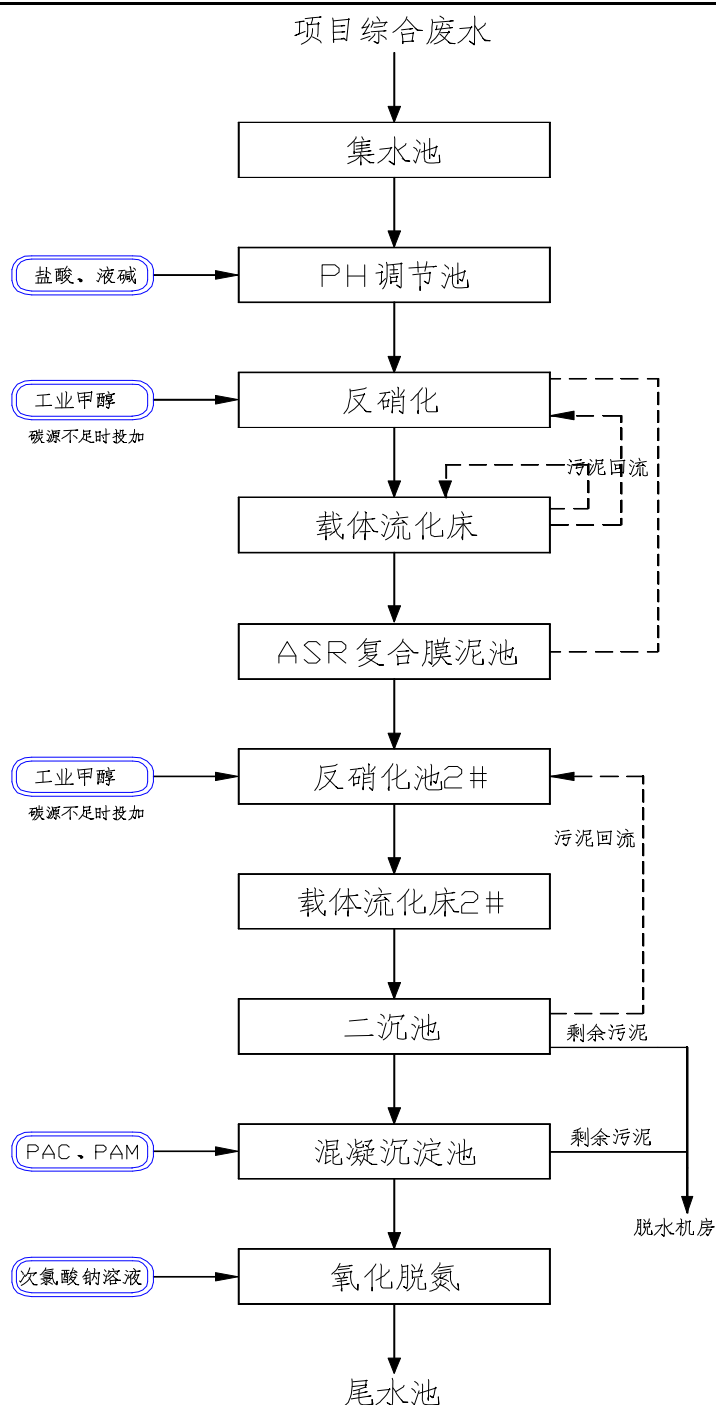 项目综合废水
集水池
盐酸、液碱
PH调节池
工业甲醇
反硝化
碳源不足时投加
污泥回流
载体流化床
ASR复合膜泥池
工业甲醇
反硝化池2#
碳源不足时投加
污泥回流
载体流化床2#
二沉池
剩余污泥
PAC、PAM
混凝沉淀池
剩余污泥
脱水机房
次氯酸钠溶液
氧化脱氮
尾水池